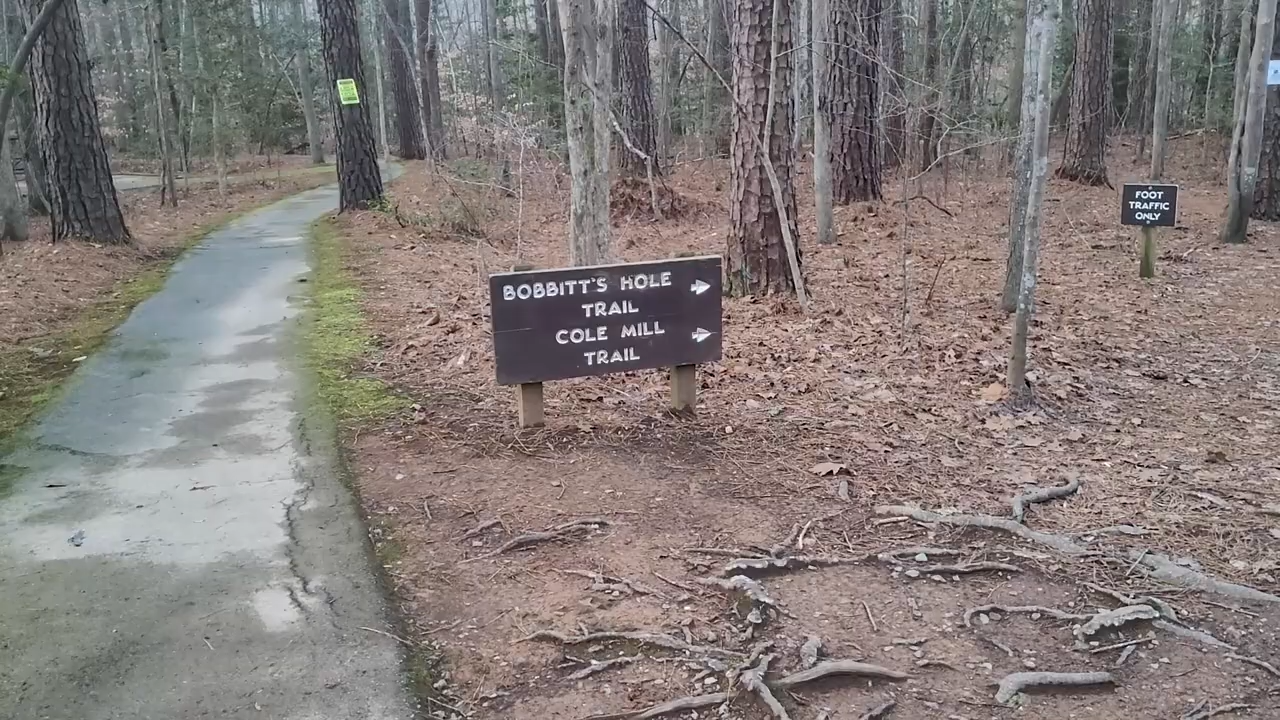 BOBBITT'S HOLE
TRAIL
COLE MILL
TRAIL
FOOT
TRAFFIC
ONLY